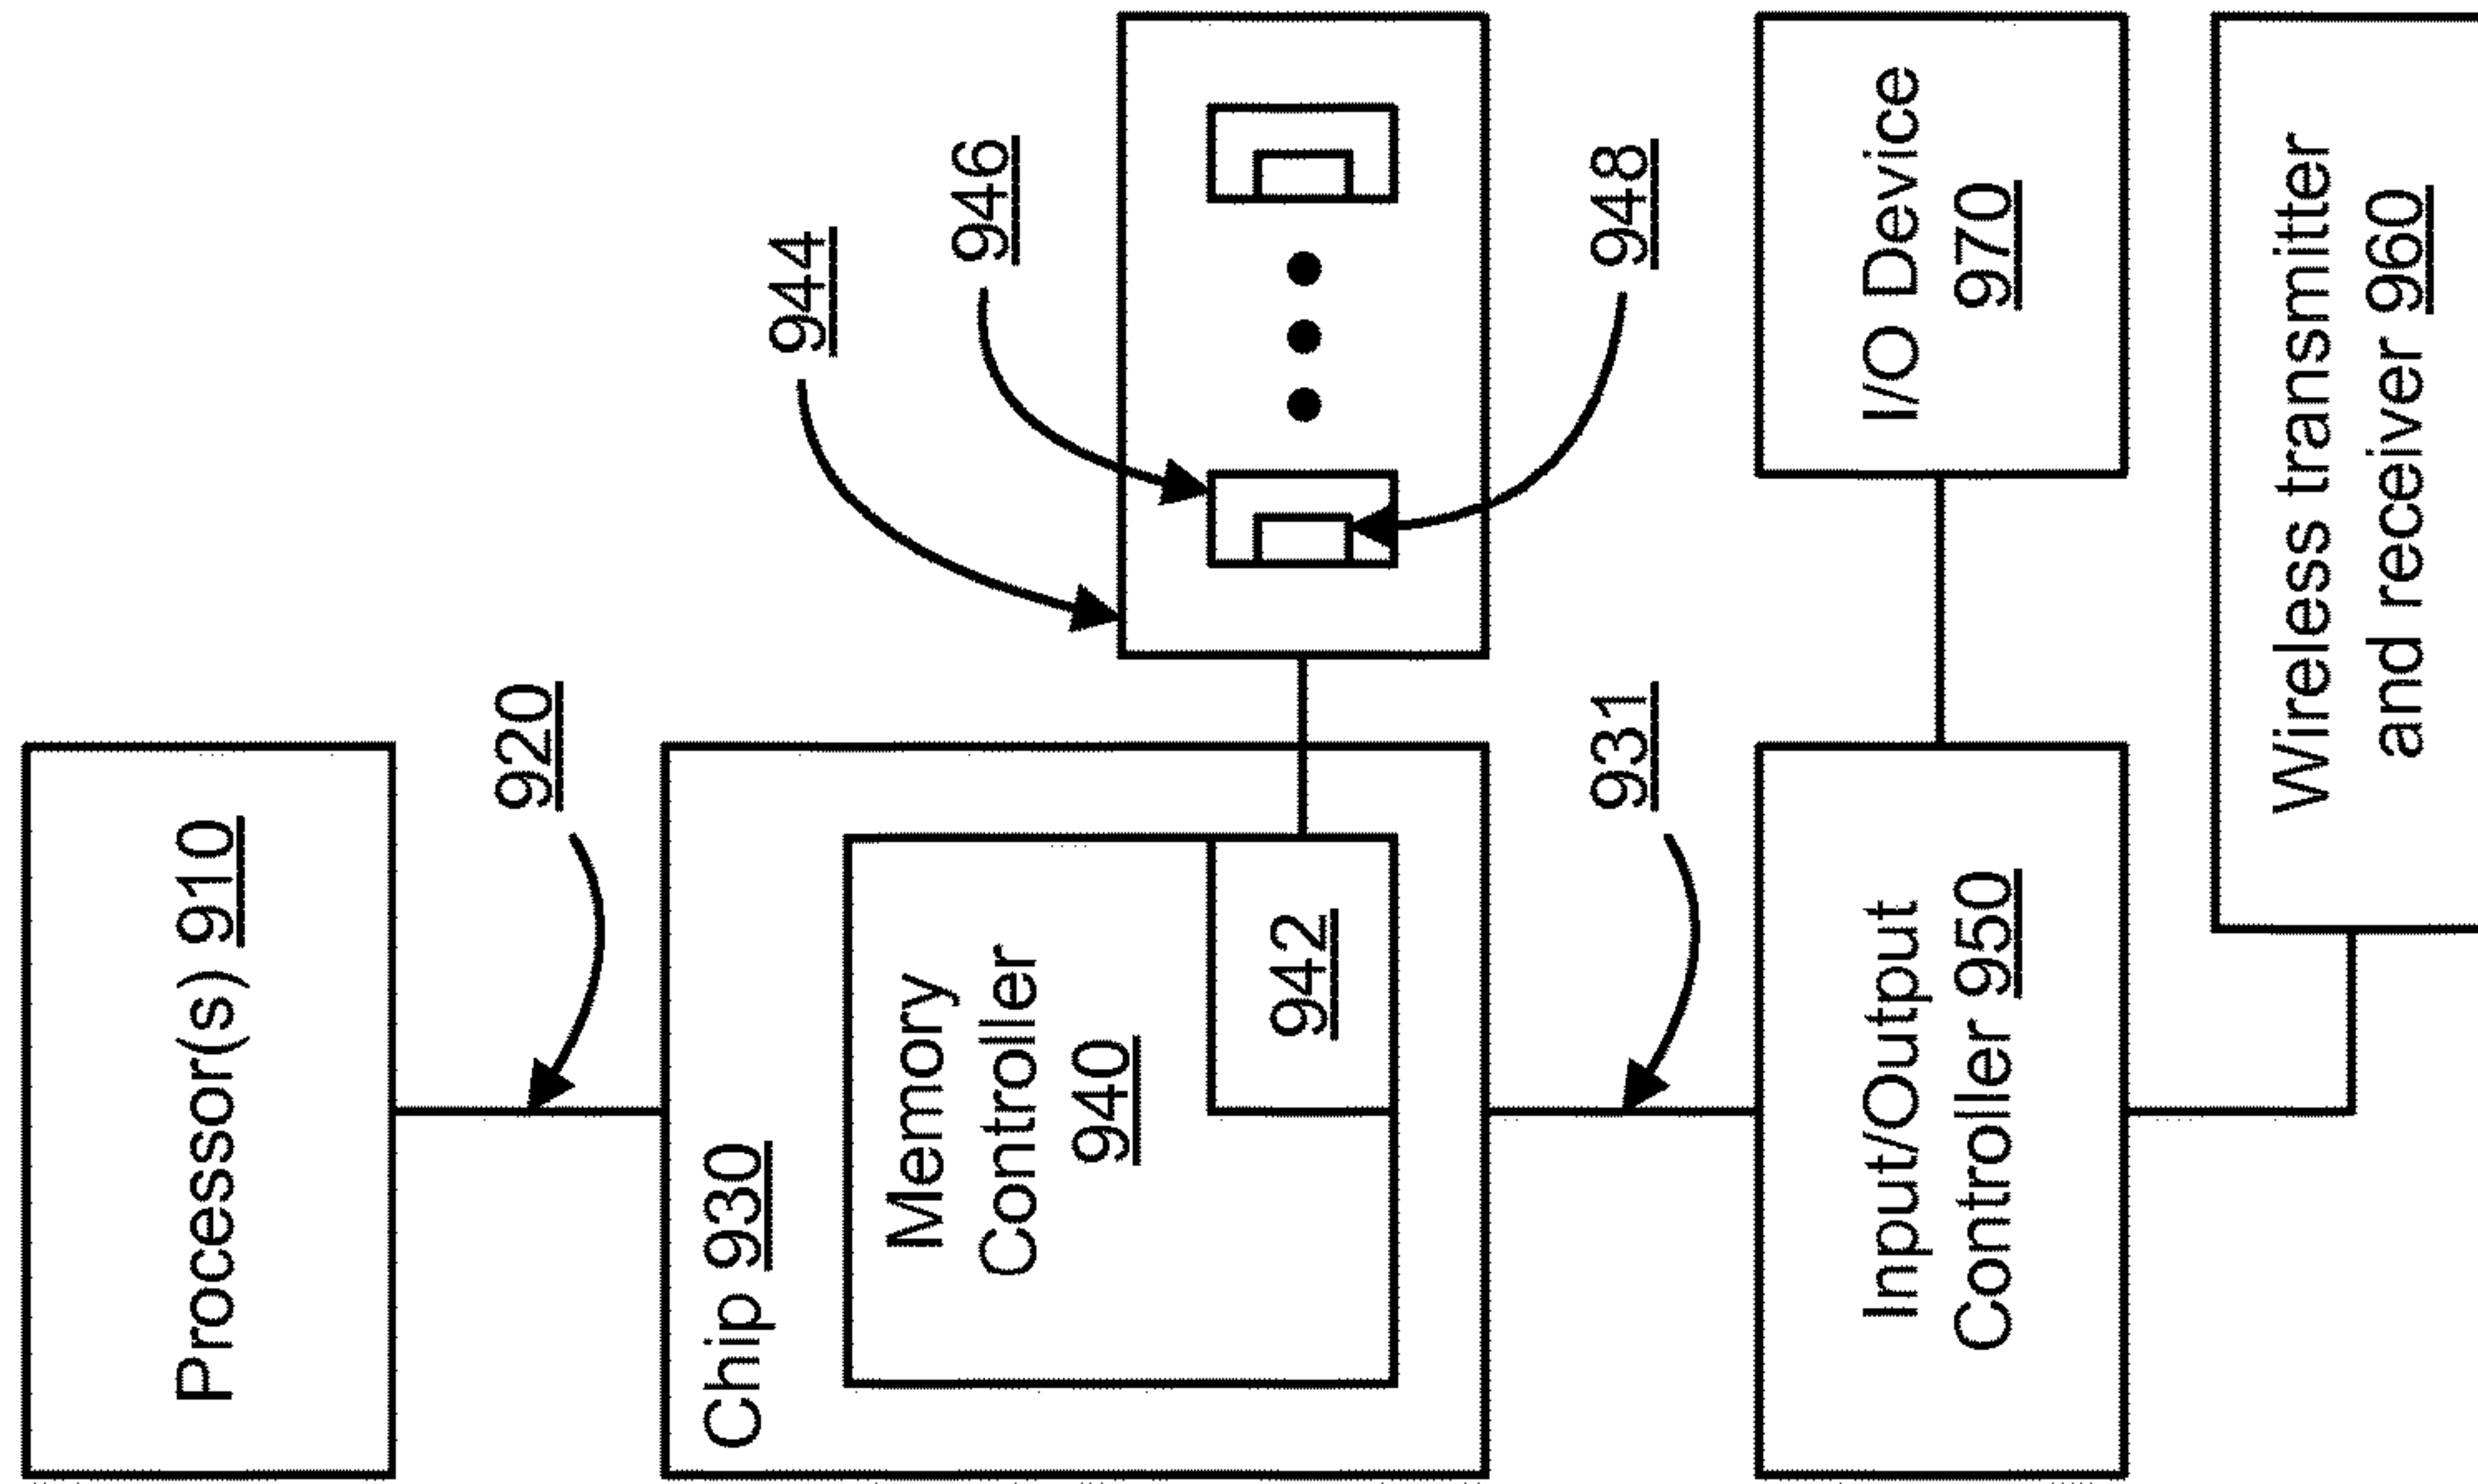 Processor(s) 910
920
Chip 930
Memory
Controller
940
942
944
946
948
931
Input/Output
Controller 950
I/O Device
970
Wireless transmitter
and receiver 960